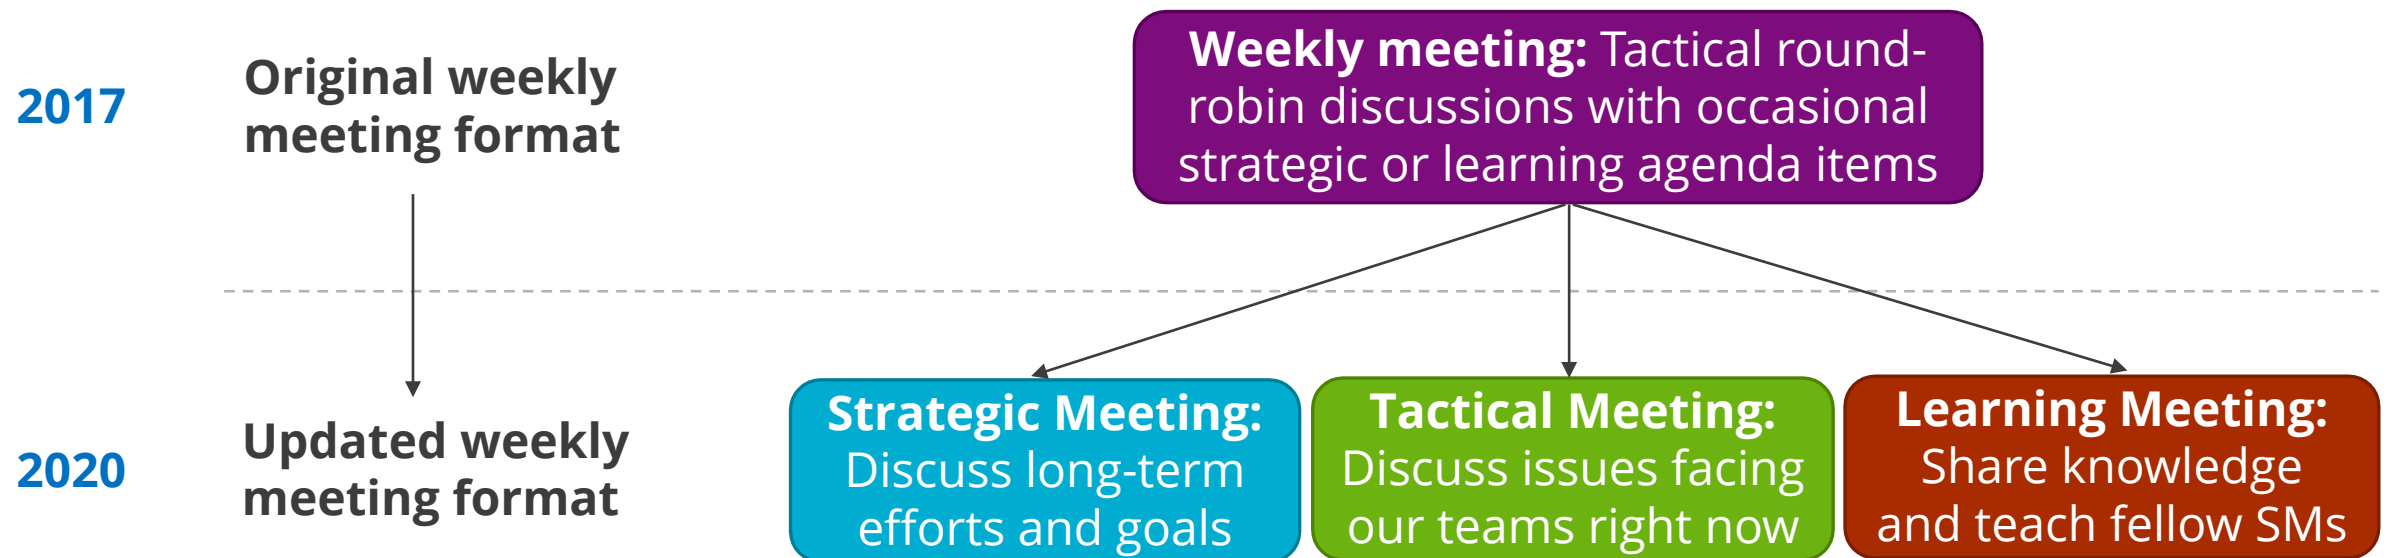 2017
Original weekly
meeting format
Weekly meeting: Tactical round-
robin discussions with occasional
strategic or learning agenda items
2020
Updated weekly
meeting format
Strategic Meeting:
Discuss long-term
efforts and goals
Tactical Meeting:
Discuss issues facing
our teams right now
Learning Meeting:
Share knowledge
and teach fellow SMs